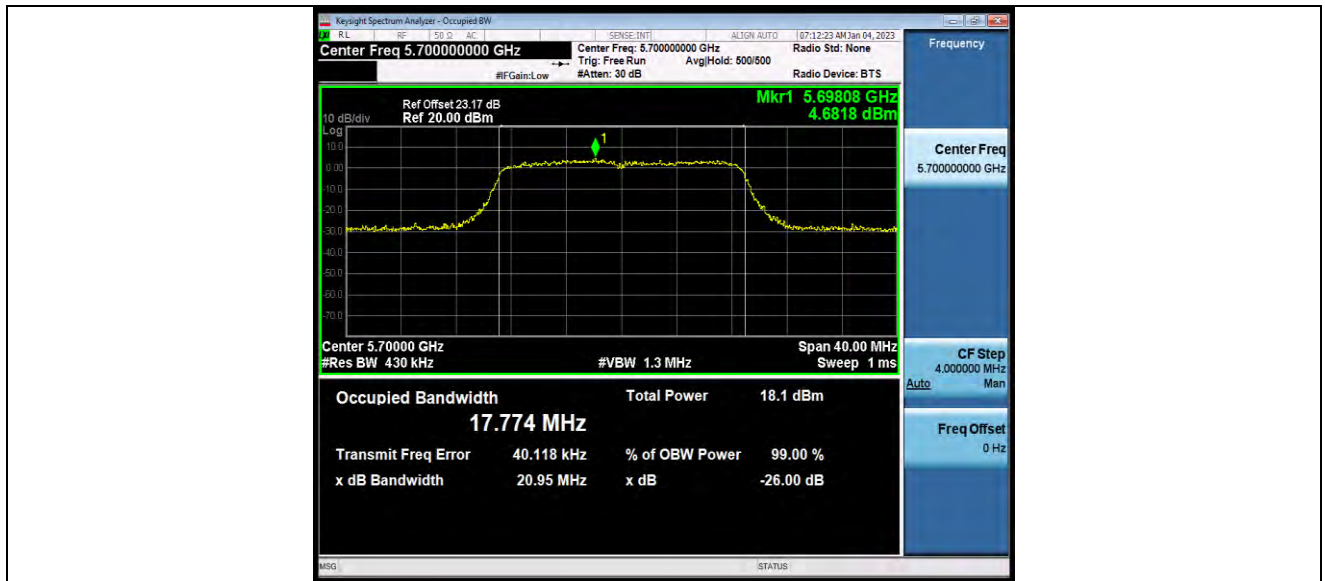 Keysight Spectrum Analyzer - Occupied BW
RL RF 50 Ω AC SENSE:INT ALIGN AUTO 07:12:23 AM Jan 04, 2023
Center Freq 5.700000000 GHz
Center Freq: 5.700000000 GHz
Radio Std: None
Trig: Free Run Avg|Hold: 500/500
#IFGain:Low
#Atten: 30 dB
Radio Device: BTS
Frequency
Mkr1 5.69808 GHz
4.6818 dBm
Ref Offset 23.17 dB
10 dB/div Ref 20.00 dBm
Log
10.0
0.00
-10.0
-20.0
-30.0
-40.0
-50.0
-60.0
-70.0
1
Center Freq
5.700000000 GHz
Center 5.70000 GHz
Span 40.00 MHz
#Res BW 430 kHz
#VBW 1.3 MHz
Sweep 1 ms
CF Step
4.000000 MHz
Auto Man
Occupied Bandwidth
17.774 MHz
Total Power 18.1 dBm
Transmit Freq Error 40.118 kHz
% of OBW Power 99.00 %
x dB Bandwidth 20.95 MHz
x dB -26.00 dB
Freq Offset
0 Hz
MSG
STATUS